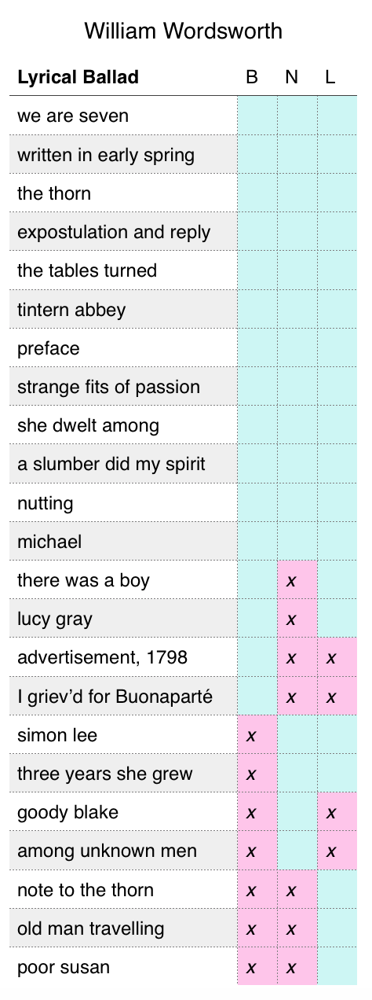 William Wordsworth
Lyrical Ballad B N L
we are seven
written in early spring
the thorn
expostulation and reply
the tables turned
tintern abbey
preface
strange fits of passion
she dwelt among
a slumber did my spirit
nutting
michael
there was a boy x
lucy gray x
advertisement, 1798 x x
I griev’d for Buonaparté x x
simon lee x
three years she grew x
goody blake x x
among unknown men x x
note to the thorn x x
old man travelling x x
poor susan x x